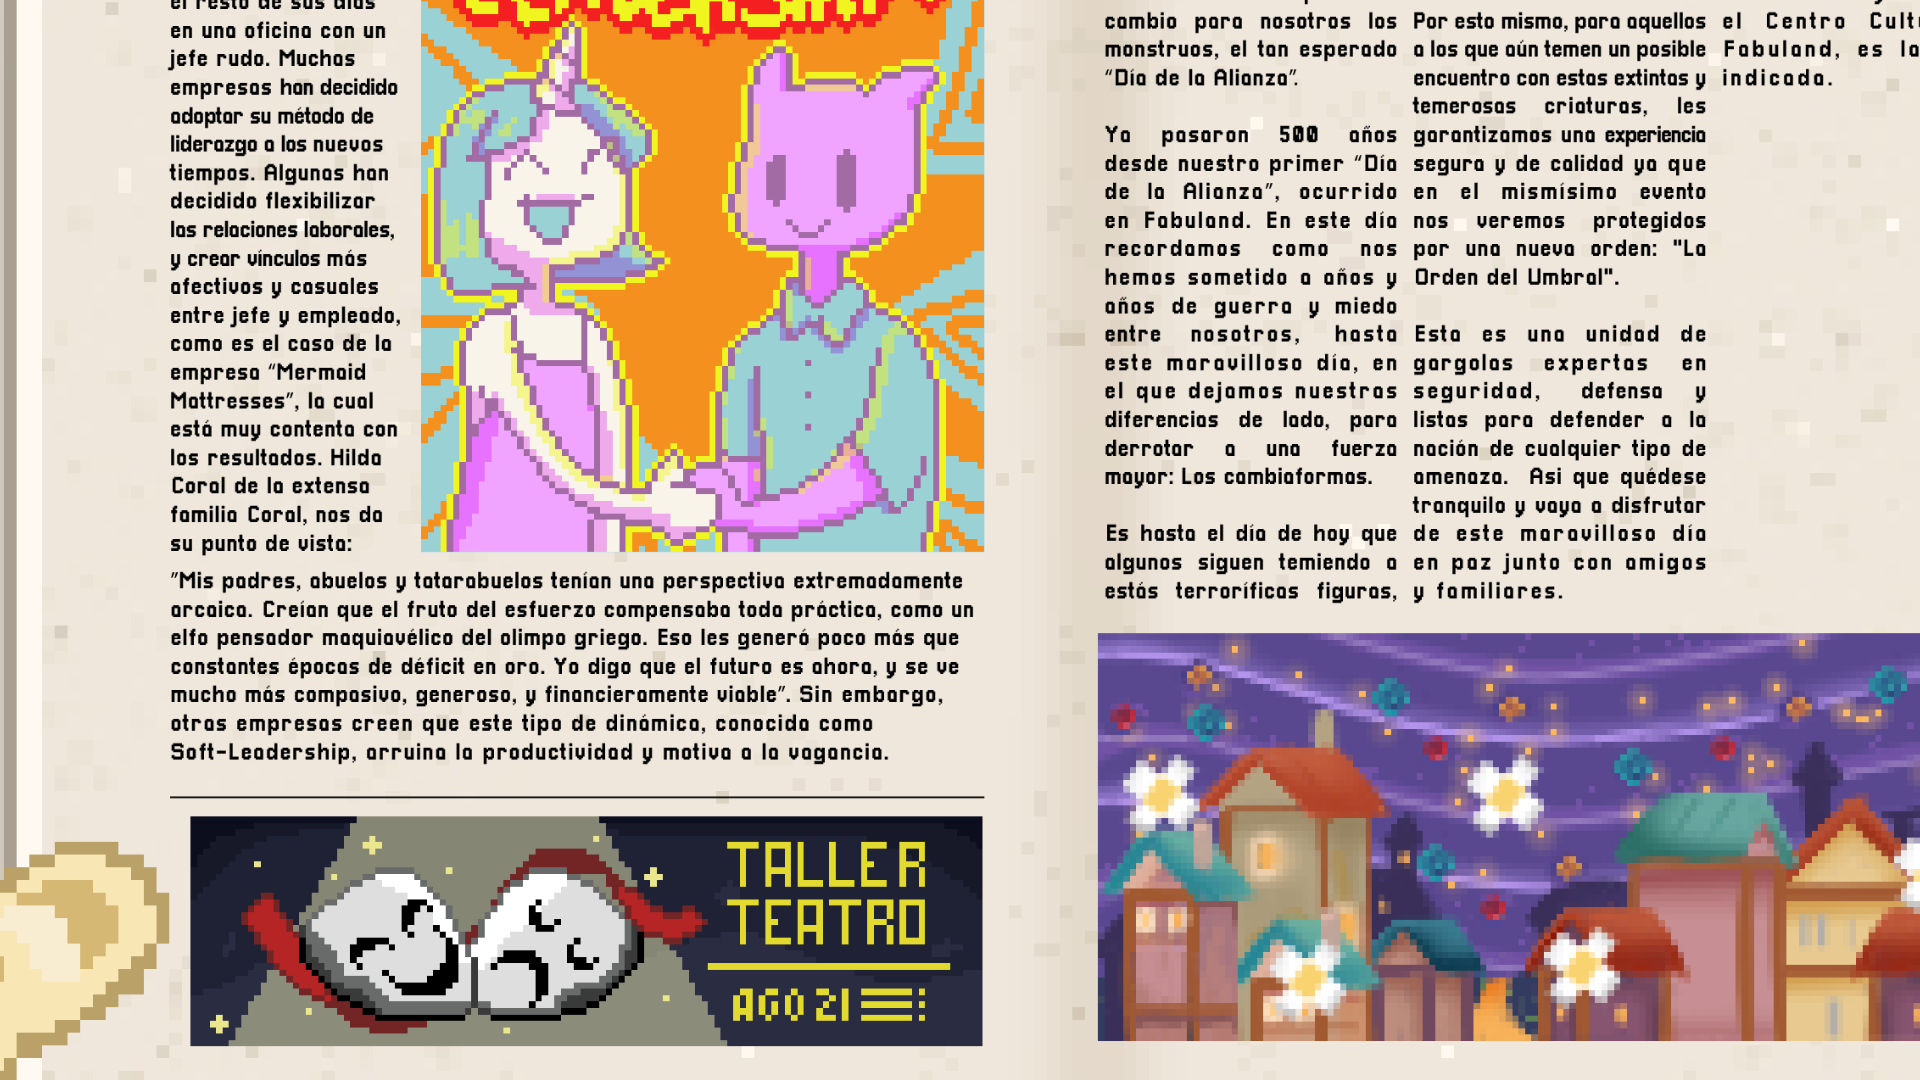 el resto de sus días
en una oficina con un
jefe rudo. Muchas
empresas han decidido
adoptar su método de
liderazgo a los nuevos
tiempos. Algunas han
decidido flexibilizar
las relaciones laborales,
y crear vínculos más
afectivos y casuales
entre jefe y empleado,
como es el caso de la
empresa "Mermaid
Mattresses", la cual
está muy contenta con
los resultados. Hilda
Coral de la extensa
familia Coral, nos da
su punto de vista:
"Mis padres, abuelos y tatarabuelos tenían una perspectiva extremadamente
arcaica. Creían que el fruto del esfuerzo compensaba toda práctica, como un
elfo pensador maquiavélico del olimpo griego. Eso les generó poco más que
constantes épocas de déficit en oro. Yo digo que el futuro es ahora, y se ve
mucho más compasivo, generoso, y financieramente viable". Sin embargo,
otras empresas creen que este tipo de dinámica, conocida como
Soft-Leadership, arruina la productividad y motiva a la vagancia.
TALLER
TEATRO
AGO 21
cambio para nosotros los
monstruos, el tan esperado
"Día de la Alianza".
Ya pasaron 500 años
desde nuestro primer "Día
de la Alianza", ocurrido
en Fabuland. En este día
recordamos como nos
hemos sometido a años y
años de guerra y miedo
entre nosotros, hasta
este maravilloso día, en
el que dejamos nuestras
diferencias de lado, para
derrotar a una fuerza
mayor: Los cambiaformas.
Es hasta el día de hoy que
algunos siguen temiendo a
estás terroríficas figuras,
Por esto mismo, para aquellos
a los que aún temen un posible
encuentro con estas extintas y
temerosas criaturas, les
garantizamos una experiencia
segura y de calidad ya que
en el mismísimo evento
nos veremos protegidos
por una nueva orden: "La
Orden del Umbral".
Esta es una unidad de
gargolas expertas en
seguridad, defensa y
listas para defender a la
nación de cualquier tipo de
amenaza. Asi que quédese
tranquilo y vaya a disfrutar
de este maravilloso día
en paz junto con amigos
y familiares.
el Centro Cult
Fabuland, es la
indicada.